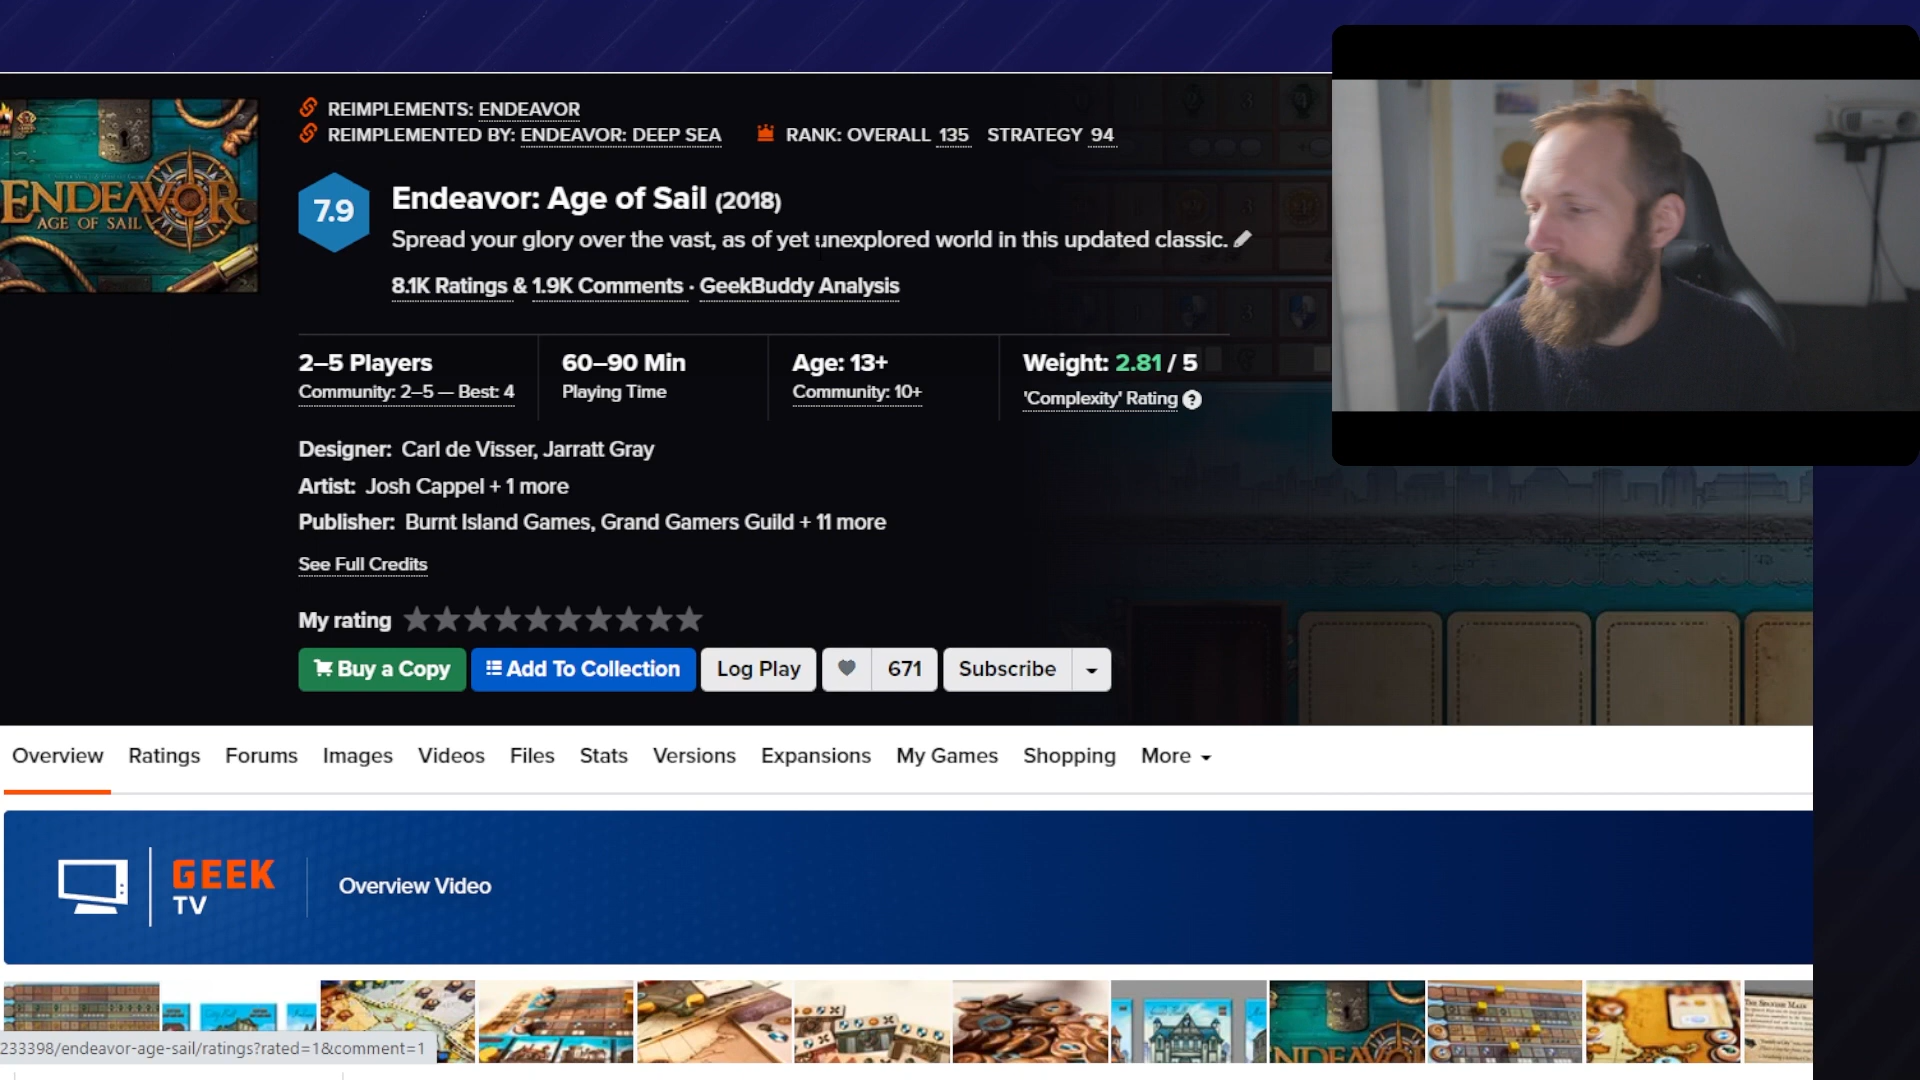 REIMPLEMENTS: ENDEAVOR
REIMPLEMENTED BY: ENDEAVOR: DEEP SEA
RANK: OVERALL 135 STRATEGY 94
ENDEAVOR
AGE OF SAIL
7.9
Endeavor: Age of Sail (2018)
Spread your glory over the vast, as of yet unexplored world in this updated classic.
8.1K Ratings & 1.9K Comments · GeekBuddy Analysis
2–5 Players
Community: 2–5 — Best: 4
60–90 Min
Playing Time
Age: 13+
Community: 10+
Weight: 2.81 / 5
'Complexity' Rating ?
Designer: Carl de Visser, Jarratt Gray
Artist: Josh Cappel + 1 more
Publisher: Burnt Island Games, Grand Gamers Guild + 11 more
See Full Credits
My rating
Buy a Copy
Add To Collection
Log Play
671
Subscribe
Overview Ratings Forums Images Videos Files Stats Versions Expansions My Games Shopping More
GEEK
TV
Overview Video
THE SPANISH MAIN
233398/endeavor-age-sail/ratings?rated=1&comment=1